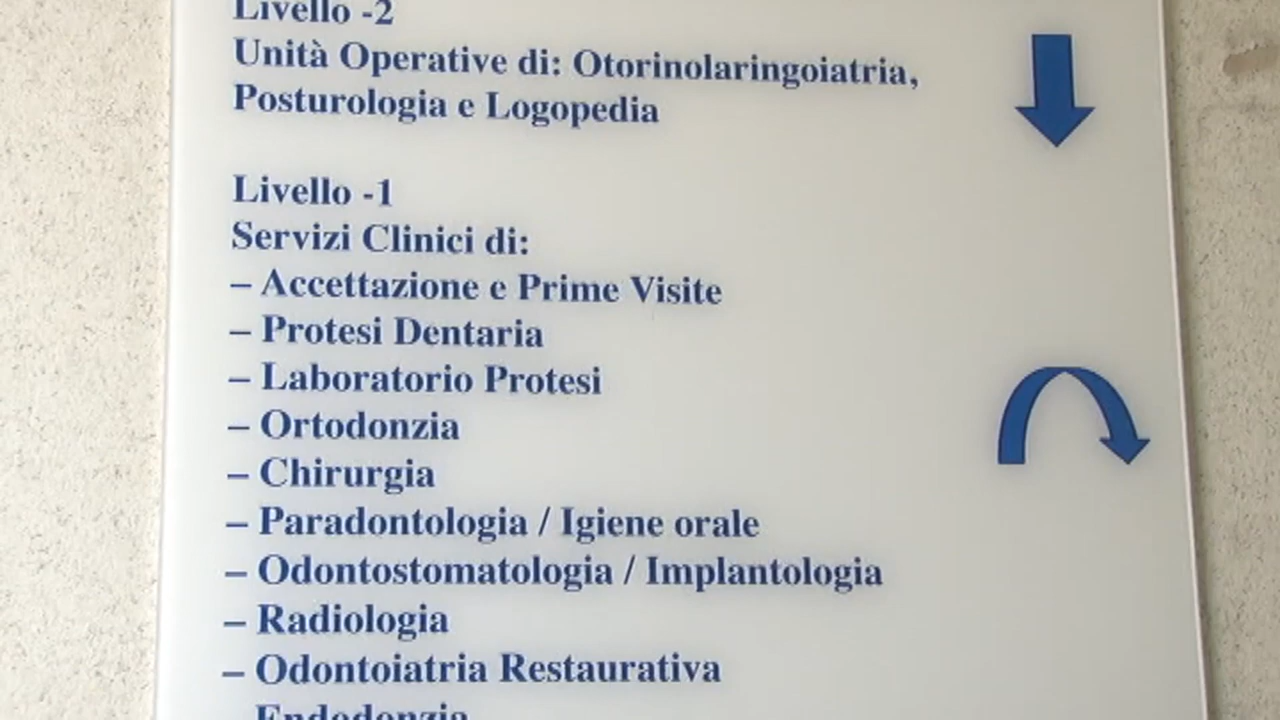 Livello -2
Unità Operative di: Otorinolaringoiatria,
Posturologia e Logopedia
Livello -1
Servizi Clinici di:
– Accettazione e Prime Visite
– Protesi Dentaria
– Laboratorio Protesi
– Ortodonzia
– Chirurgia
– Paradontologia / Igiene orale
– Odontostomatologia / Implantologia
– Radiologia
– Odontoiatria Restaurativa
Endodonzia